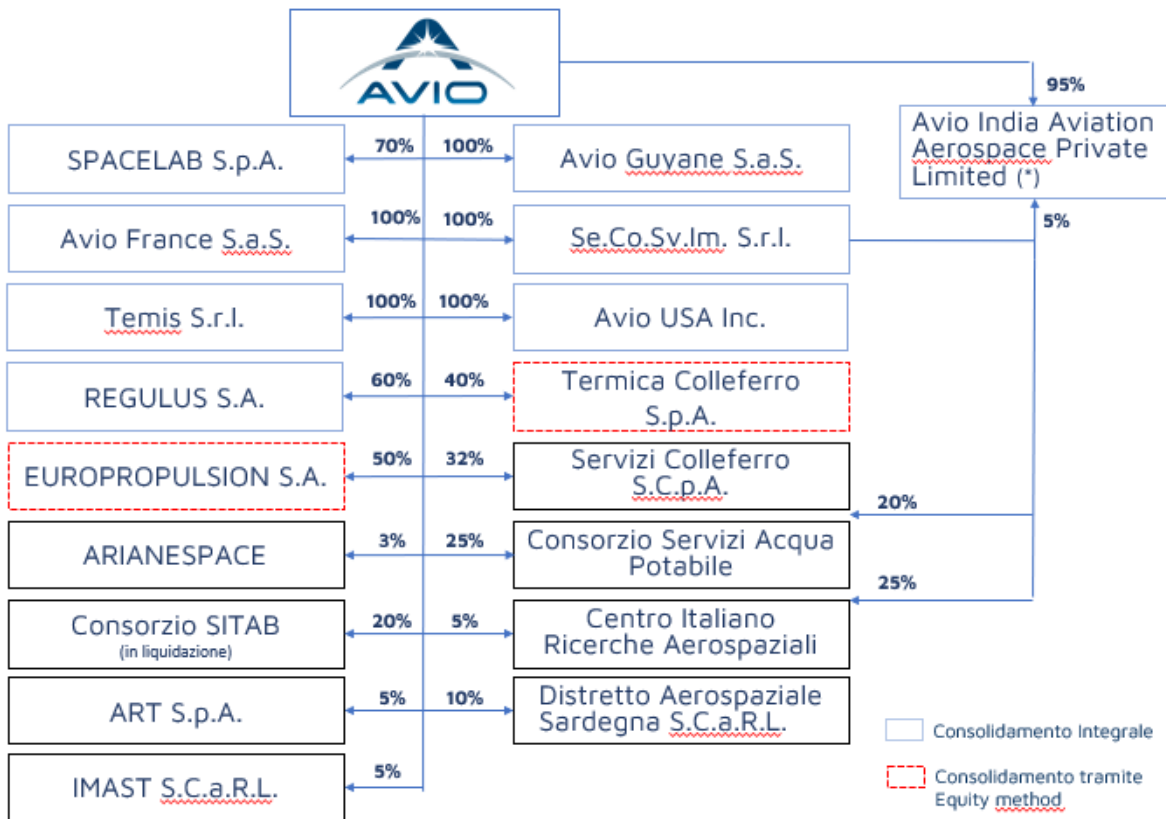 AVIO
95%
Avio India Aviation
Aerospace Private
Limited (*)
5%
SPACELAB S.p.A.
70%
100%
Avio Guyane S.a.S.
Avio France S.a.S.
100%
100%
Se.Co.Sv.Im. S.r.l.
Temis S.r.l.
100%
100%
Avio USA Inc.
REGULUS S.A.
60%
40%
Termica Colleferro
S.p.A.
EUROPROPULSION S.A.
50%
32%
Servizi Colleferro
S.C.p.A.
20%
ARIANESPACE
3%
25%
Consorzio Servizi Acqua
Potabile
25%
Consorzio SITAB
(in liquidazione)
20%
5%
Centro Italiano
Ricerche Aerospaziali
ART S.p.A.
5%
10%
Distretto Aerospaziale
Sardegna S.C.a.R.L.
IMAST S.C.a.R.L.
5%
Consolidamento Integrale
Consolidamento tramite
Equity method